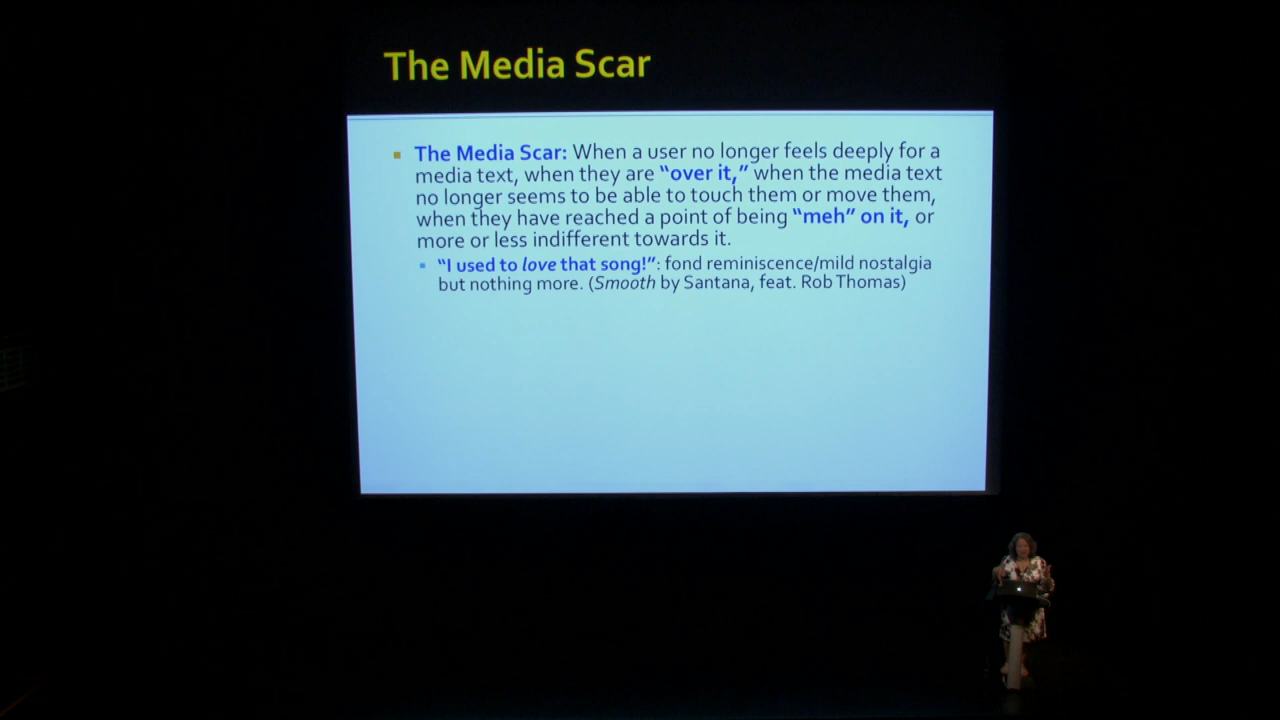 The Media Scar
The Media Scar: When a user no longer feels deeply for a
media text, when they are “over it,” when the media text
no longer seems to be able to touch them or move them,
when they have reached a point of being “meh” on it, or
more or less indifferent towards it.
“I used to love that song!”: fond reminiscence/mild nostalgia
but nothing more. (Smooth by Santana, feat. Rob Thomas)